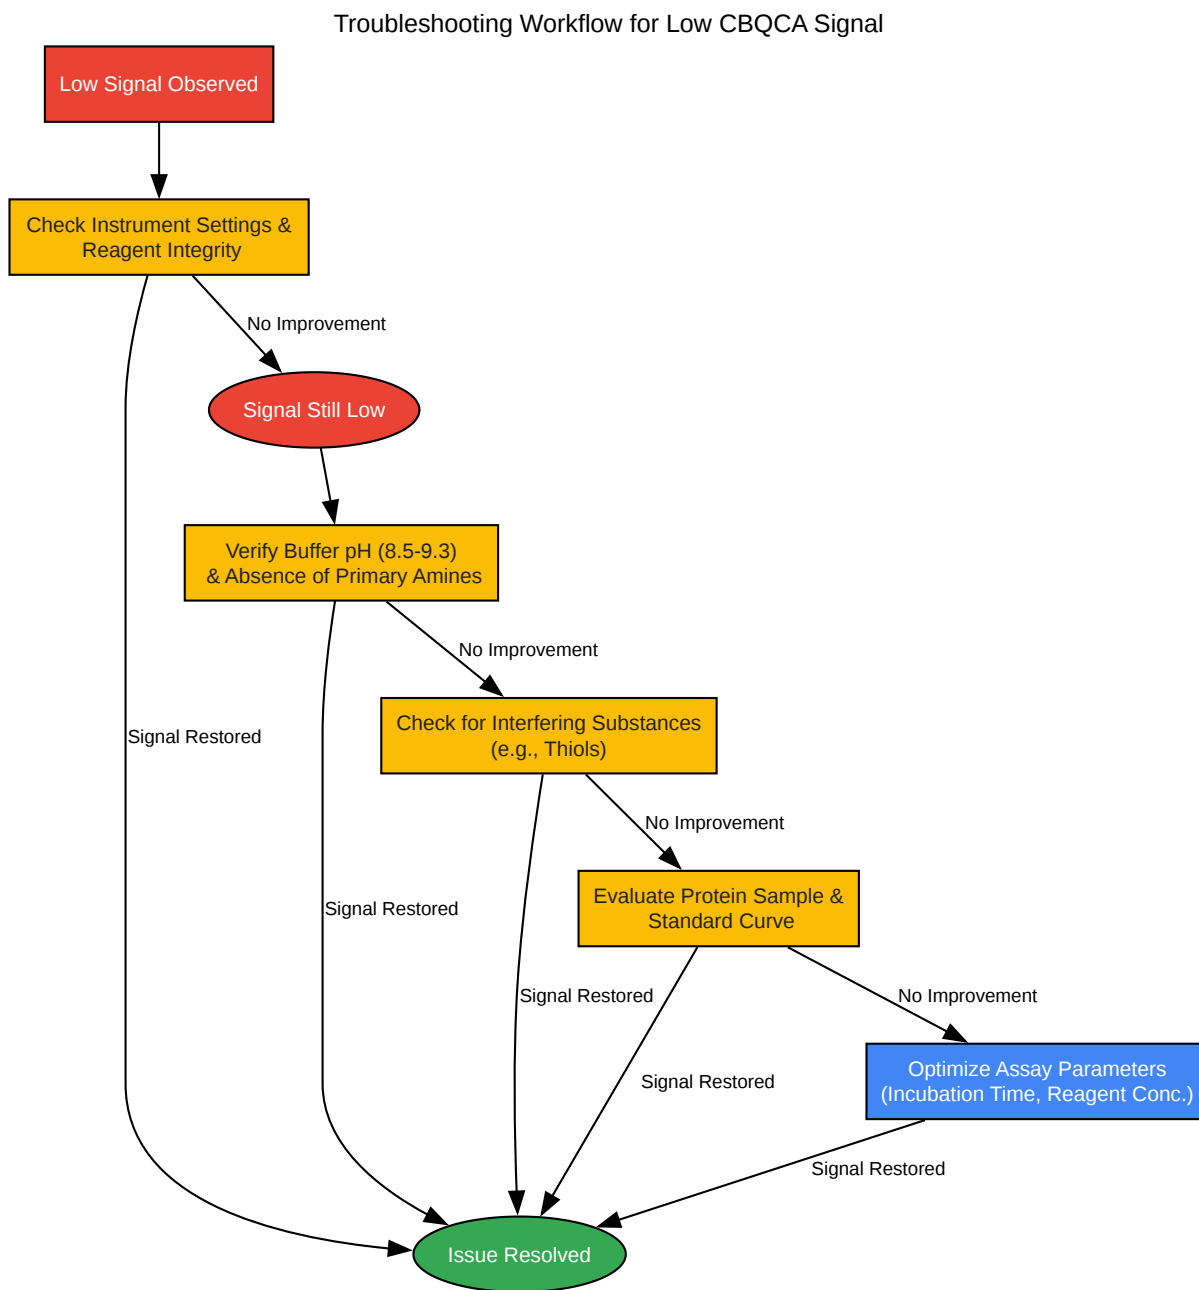 Troubleshooting Workflow for Low CBQCA Signal
Low Signal Observed
Check Instrument Settings &
Reagent Integrity
No Improvement
Signal Still Low
Verify Buffer pH (8.5-9.3)
& Absence of Primary Amines
No Improvement
Check for Interfering Substances
(e.g., Thiols)
Signal Restored
No Improvement
Evaluate Protein Sample &
Standard Curve
Signal Restored
Signal Restored
No Improvement
Optimize Assay Parameters
(Incubation Time, Reagent Conc.)
Signal Restored
Signal Restored
Issue Resolved